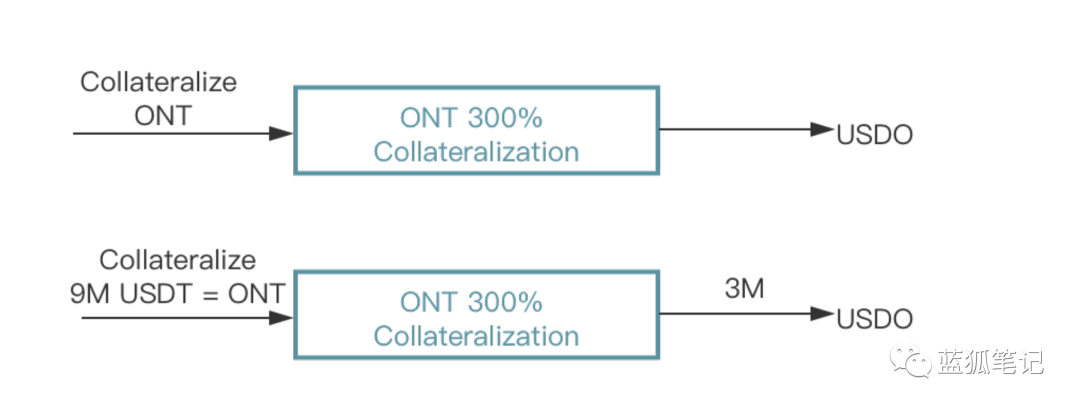 Collateralize
ONT
ONT 300%
Collateralization
USDO
Collateralize
9M USDT = ONT
ONT 300%
Collateralization
3M
USDO
蓝狐笔记